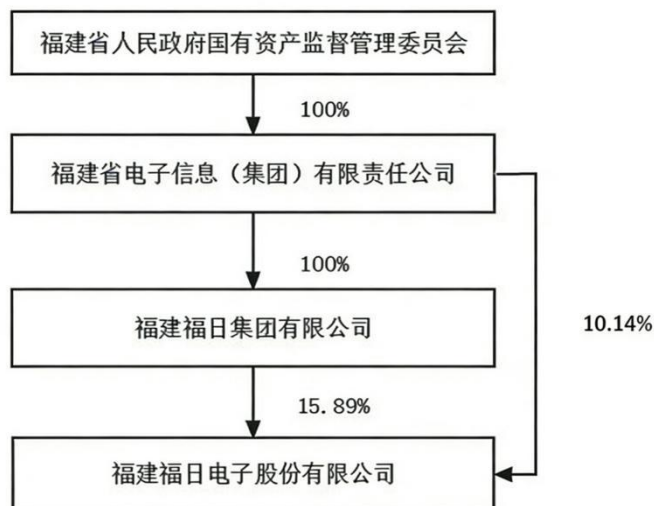 福建省人民政府国有资产监督管理委员会
100%
福建省电子信息（集团）有限责任公司
100%
福建福日集团有限公司
10.14%
15.89%
福建福日电子股份有限公司